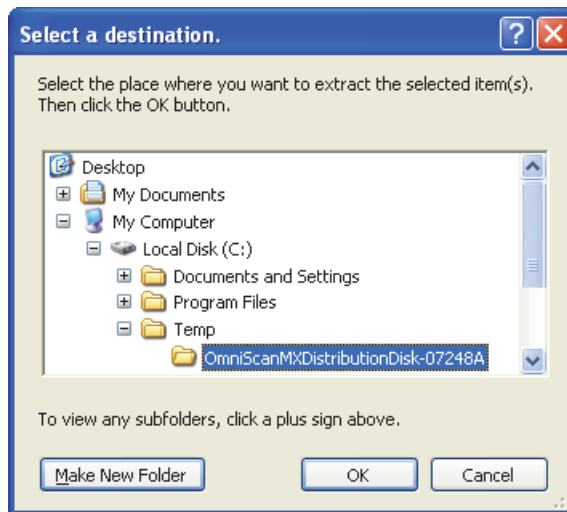 Select a destination.
Select the place where you want to extract the selected item(s).
Then click the OK button.
Desktop
My Documents
My Computer
Local Disk (C:)
Documents and Settings
Program Files
Temp
OmniScanMXDistributionDisk-07248A
To view any subfolders, click a plus sign above.
Make New Folder OK Cancel